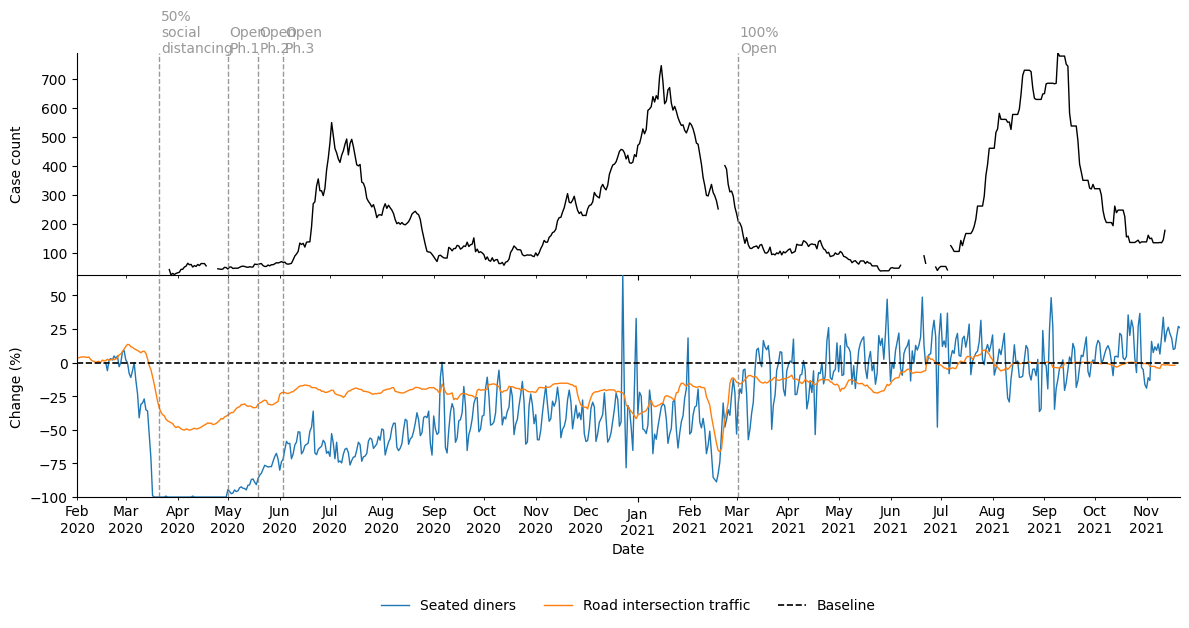 50%
social
distancing
Open
Ph.1
Open
Ph.2
Open
Ph.3
100%
Open
Case count
700
600
500
400
300
200
100
Change (%)
50
25
0
−25
−50
−75
−100
Feb
2020
Mar
2020
Apr
2020
May
2020
Jun
2020
Jul
2020
Aug
2020
Sep
2020
Oct
2020
Nov
2020
Dec
2020
Jan
2021
Feb
2021
Mar
2021
Apr
2021
May
2021
Jun
2021
Jul
2021
Aug
2021
Sep
2021
Oct
2021
Nov
2021
Date
Seated diners
Road intersection traffic
Baseline